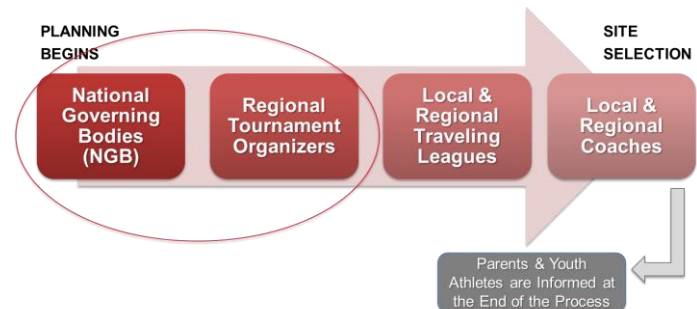 PLANNING
BEGINS
SITE
SELECTION
National
Governing
Bodies
(NGB)
Regional
Tournament
Organizers
Local &
Regional
Traveling
Leagues
Local &
Regional
Coaches
Parents & Youth
Athletes are Informed at
the End of the Process